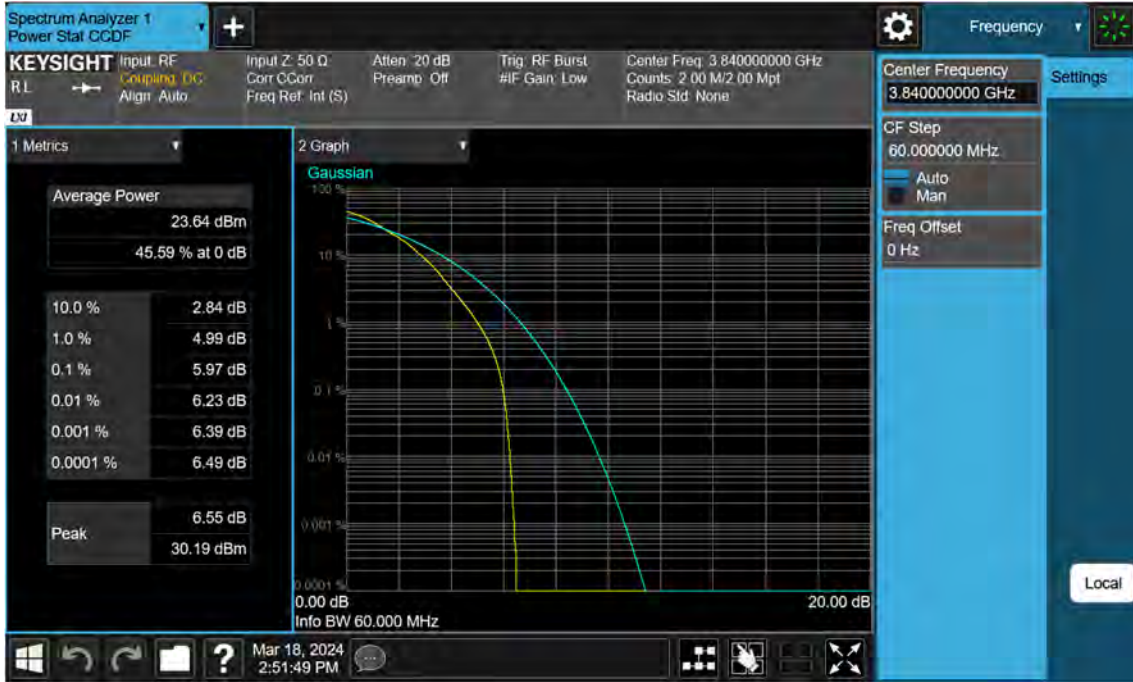 Spectrum Analyzer 1
Power Stat CCDF
+
Frequency
KEYSIGHT
R L
LXI
Input: RF
Coupling: DC
Align: Auto
Input Z: 50 Ω
Corr CCorr
Freq Ref: Int (S)
Atten: 20 dB
Preamp: Off
Trig: RF Burst
#IF Gain: Low
Center Freq: 3.840000000 GHz
Counts: 2.00 M/2.00 Mpt
Radio Std: None
Center Frequency
3.840000000 GHz
Settings
CF Step
60.000000 MHz
Auto
Man
Freq Offset
0 Hz
Local
1 Metrics
Average Power
23.64 dBm
45.59 % at 0 dB
10.0 % 2.84 dB
1.0 % 4.99 dB
0.1 % 5.97 dB
0.01 % 6.23 dB
0.001 % 6.39 dB
0.0001 % 6.49 dB
Peak
6.55 dB
30.19 dBm
2 Graph
Gaussian
100 %
10 %
1 %
0.1 %
0.01 %
0.001 %
0.0001 %
0.00 dB 20.00 dB
Info BW 60.000 MHz
?
Mar 18, 2024
2:51:49 PM